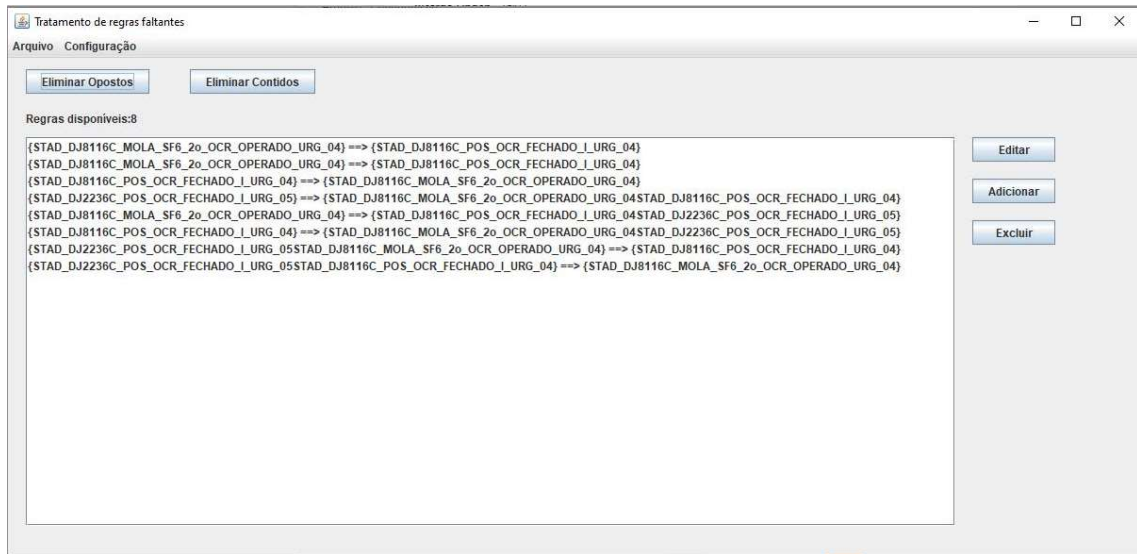 Tratamento de regras faltantes
Arquivo Configuração
Eliminar Opostos Eliminar Contidos
Regras disponíveis:8
{STAD_DJ8116C_MOLA_SF6_2o_OCR_OPERADO_URG_04} ==> {STAD_DJ8116C_POS_OCR_FECHADO_I_URG_04}
{STAD_DJ8116C_MOLA_SF6_2o_OCR_OPERADO_URG_04} ==> {STAD_DJ8116C_POS_OCR_FECHADO_I_URG_04}
{STAD_DJ8116C_POS_OCR_FECHADO_I_URG_04} ==> {STAD_DJ8116C_MOLA_SF6_2o_OCR_OPERADO_URG_04}
{STAD_DJ2236C_POS_OCR_FECHADO_I_URG_05} ==> {STAD_DJ8116C_MOLA_SF6_2o_OCR_OPERADO_URG_04STAD_DJ8116C_POS_OCR_FECHADO_I_URG_04}
{STAD_DJ8116C_MOLA_SF6_2o_OCR_OPERADO_URG_04} ==> {STAD_DJ8116C_POS_OCR_FECHADO_I_URG_04STAD_DJ2236C_POS_OCR_FECHADO_I_URG_05}
{STAD_DJ8116C_POS_OCR_FECHADO_I_URG_04} ==> {STAD_DJ8116C_MOLA_SF6_2o_OCR_OPERADO_URG_04STAD_DJ2236C_POS_OCR_FECHADO_I_URG_05}
{STAD_DJ2236C_POS_OCR_FECHADO_I_URG_05STAD_DJ8116C_MOLA_SF6_2o_OCR_OPERADO_URG_04} ==> {STAD_DJ8116C_POS_OCR_FECHADO_I_URG_04}
{STAD_DJ2236C_POS_OCR_FECHADO_I_URG_05STAD_DJ8116C_POS_OCR_FECHADO_I_URG_04} ==> {STAD_DJ8116C_MOLA_SF6_2o_OCR_OPERADO_URG_04}
Editar
Adicionar
Excluir